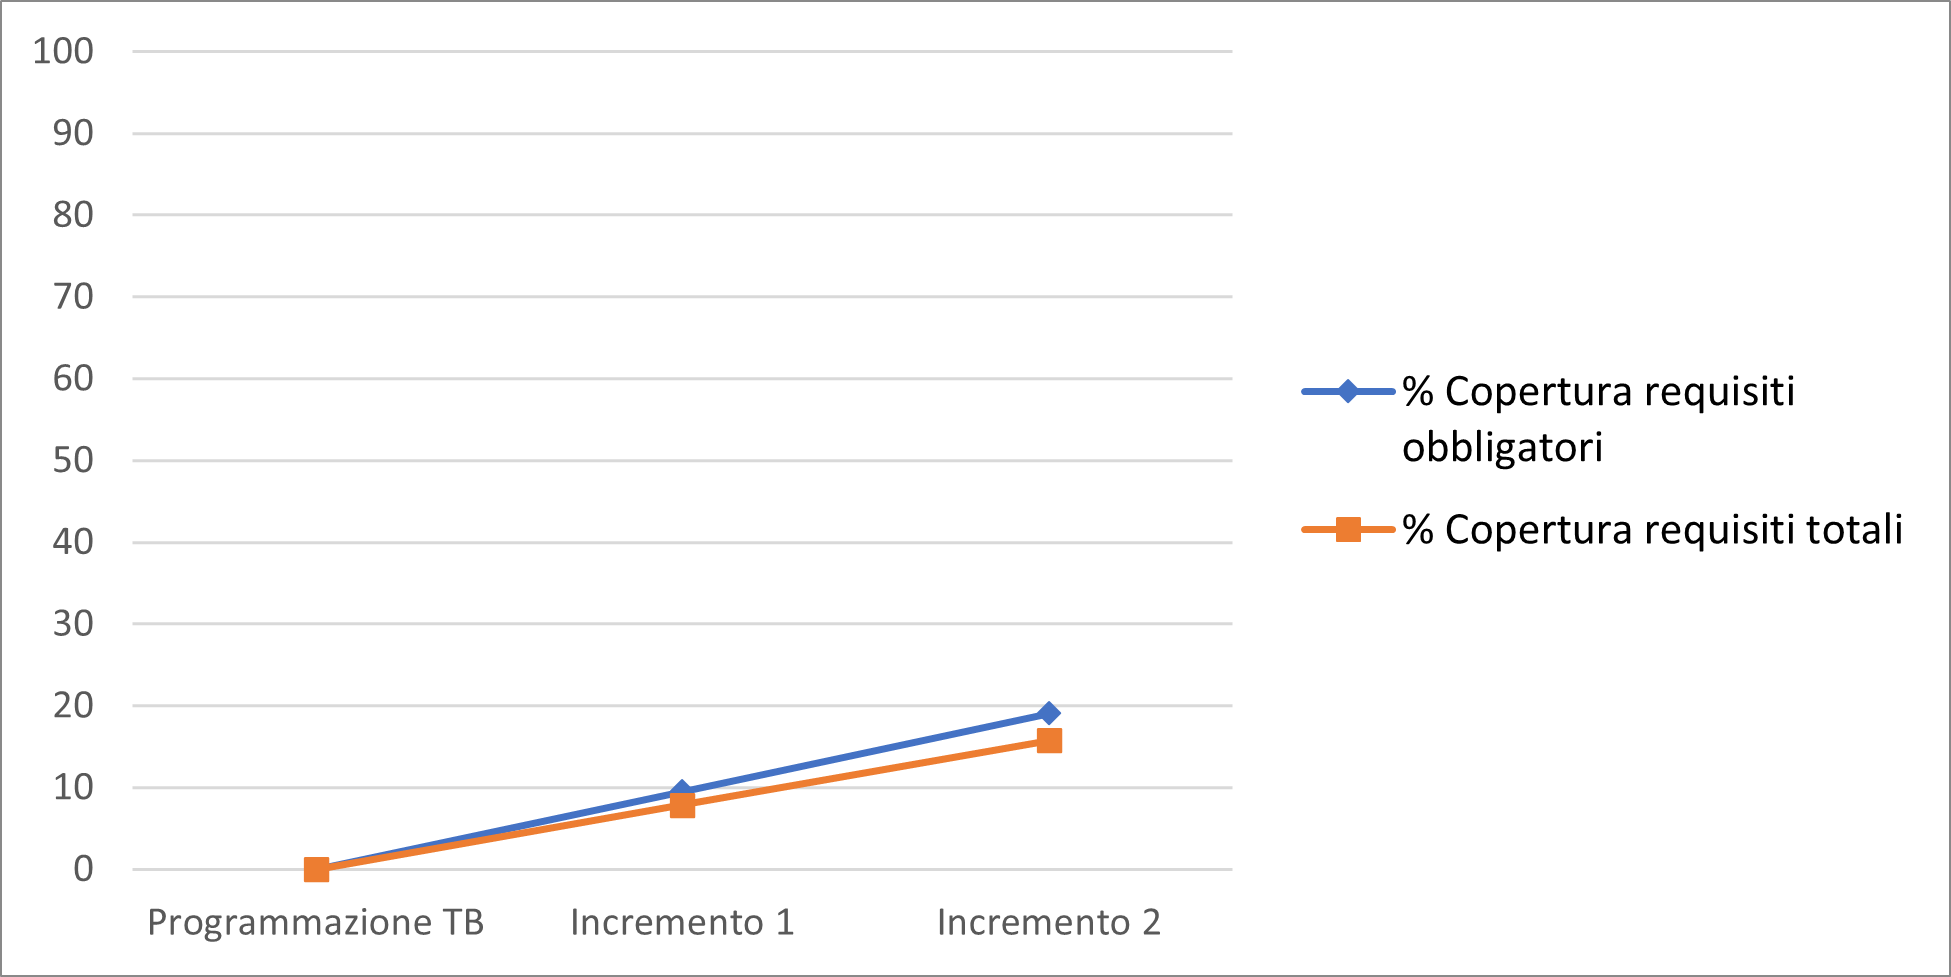 100
90
80
70
60
50
40
30
20
10
0
Programmazione TB
Incremento 1
Incremento 2
% Copertura requisiti
obbligatori
% Copertura requisiti totali